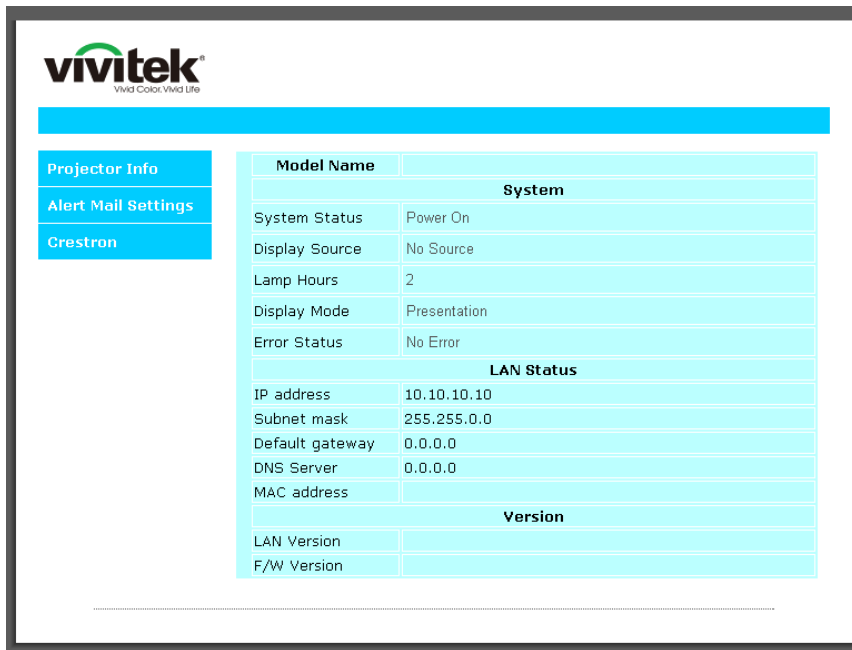 vivitek®
Vivid Color, Vivid Life
Projector Info
Alert Mail Settings
Crestron
Model Name
System
System Status Power On
Display Source No Source
Lamp Hours 2
Display Mode Presentation
Error Status No Error
LAN Status
IP address 10.10.10.10
Subnet mask 255.255.0.0
Default gateway 0.0.0.0
DNS Server 0.0.0.0
MAC address
Version
LAN Version
F/W Version